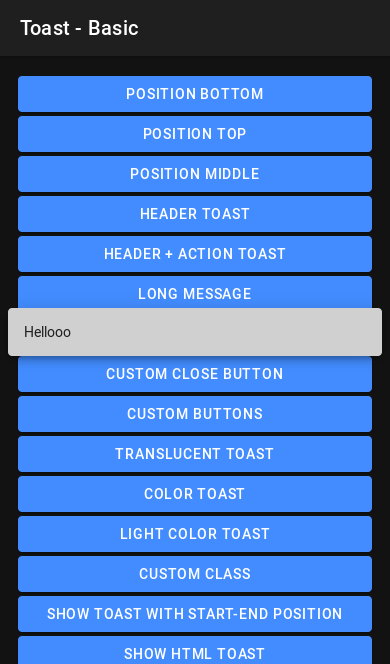 Toast - Basic
POSITION BOTTOM
POSITION TOP
POSITION MIDDLE
HEADER TOAST
HEADER + ACTION TOAST
LONG MESSAGE
Hellooo
CUSTOM CLOSE BUTTON
CUSTOM BUTTONS
TRANSLUCENT TOAST
COLOR TOAST
LIGHT COLOR TOAST
CUSTOM CLASS
SHOW TOAST WITH START-END POSITION
SHOW HTML TOAST